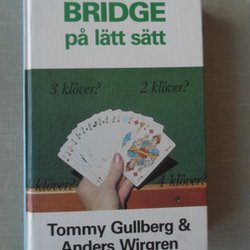 BRIDGE
på lätt sätt
3 klöver? 2 klöver?
klöver? 4 klöver?
Tommy Gullberg &
Anders Wirgren